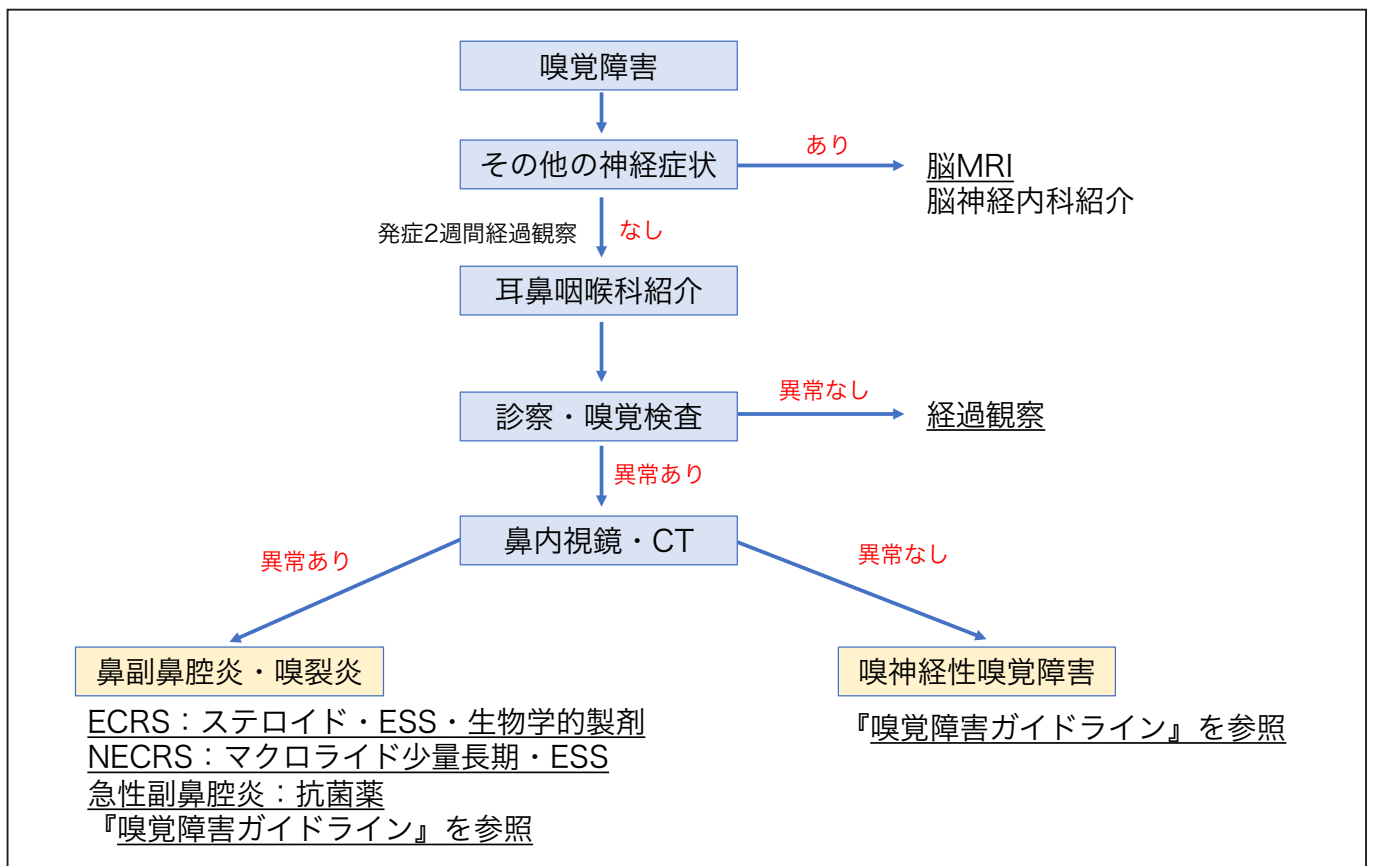 嗅覚障害
その他の神経症状
あり
脳MRI
脳神経内科紹介
発症2週間経過観察
なし
耳鼻咽喉科紹介
診察・嗅覚検査
異常なし
経過観察
異常あり
鼻内視鏡・CT
異常あり
異常なし
鼻副鼻腔炎・嗅裂炎
ECRS：ステロイド・ESS・生物学的製剤
NECRS：マクロライド少量長期・ESS
急性副鼻腔炎：抗菌薬
『嗅覚障害ガイドライン』を参照
嗅神経性嗅覚障害
『嗅覚障害ガイドライン』を参照